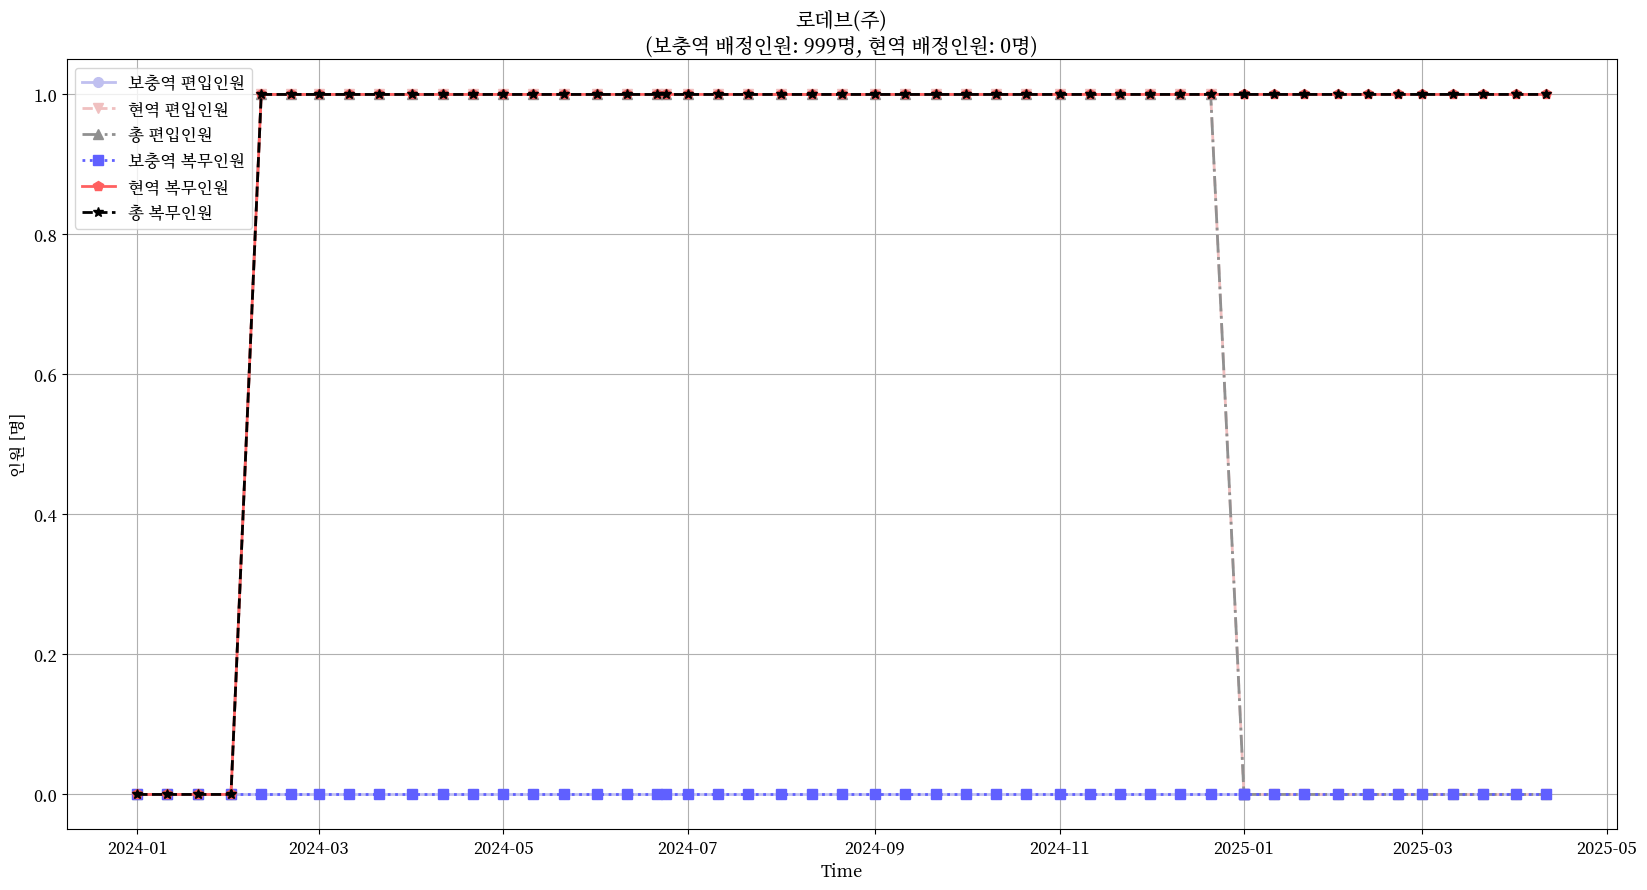 로데브(주)
(보충역 배정인원: 999명, 현역 배정인원: 0명)
보충역 편입인원
현역 편입인원
총 편입인원
보충역 복무인원
현역 복무인원
총 복무인원
1.0
0.8
0.6
0.4
0.2
0.0
인원 [명]
2024-01 2024-03 2024-05 2024-07 2024-09 2024-11 2025-01 2025-03 2025-05
Time